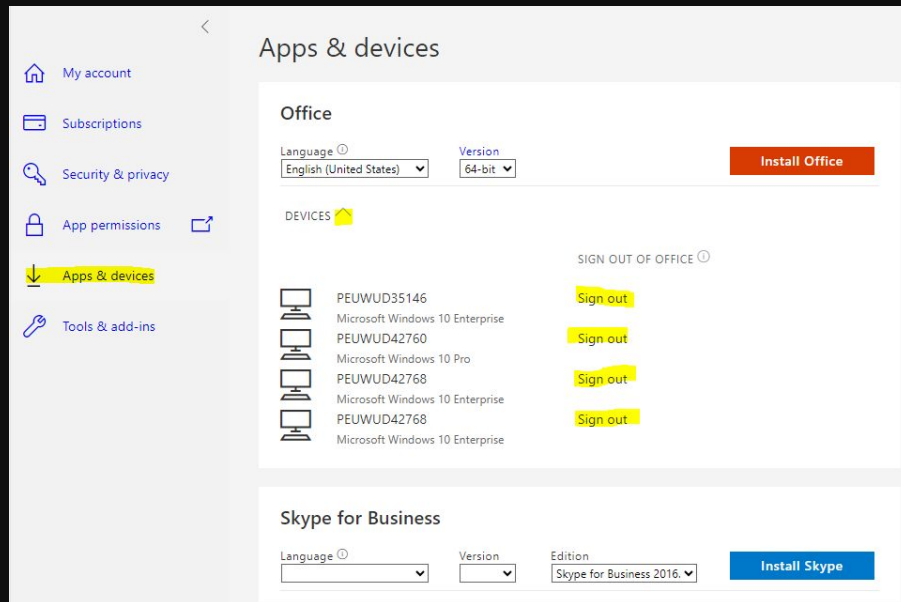 Apps & devices
My account
Subscriptions
Security & privacy
App permissions
Apps & devices
Tools & add-ins
Office
Language Version
English (United States) 64-bit Install Office
DEVICES
SIGN OUT OF OFFICE
PEUWUD35146 Sign out
Microsoft Windows 10 Enterprise
PEUWUD42760 Sign out
Microsoft Windows 10 Pro
PEUWUD42768 Sign out
Microsoft Windows 10 Enterprise
PEUWUD42768 Sign out
Microsoft Windows 10 Enterprise
Skype for Business
Language Version Edition
Skype for Business 2016. Install Skype